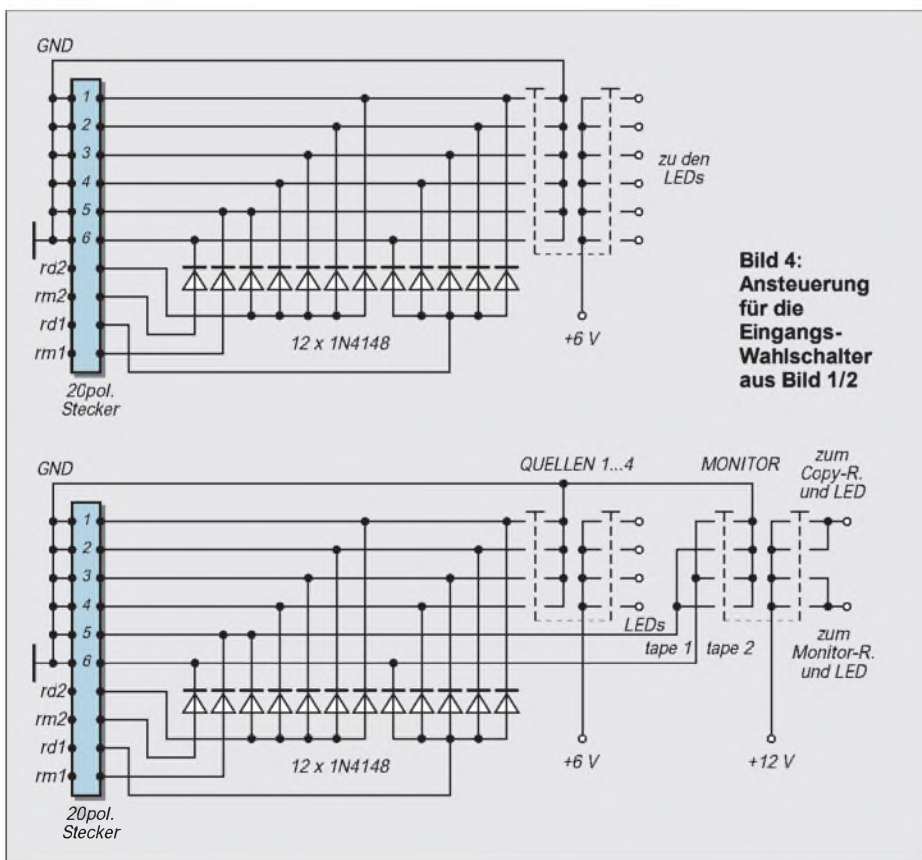 GND
1
2
3
4
5
6
rd2
rm2
rd1
rm1
20pol.
Stecker
12 x 1N4148
zu den
LEDs
+6 V
Bild 4:
Ansteuerung
für die
Eingangs-
Wahlschalter
aus Bild 1/2
GND
QUELLEN 1...4
MONITOR
zum
Copy-R.
und LED
1
2
3
4
5
6
rd2
rm2
rd1
rm1
20pol.
Stecker
12 x 1N4148
LEDs
tape 1
tape 2
zum
Monitor-R.
und LED
+6 V
+12 V